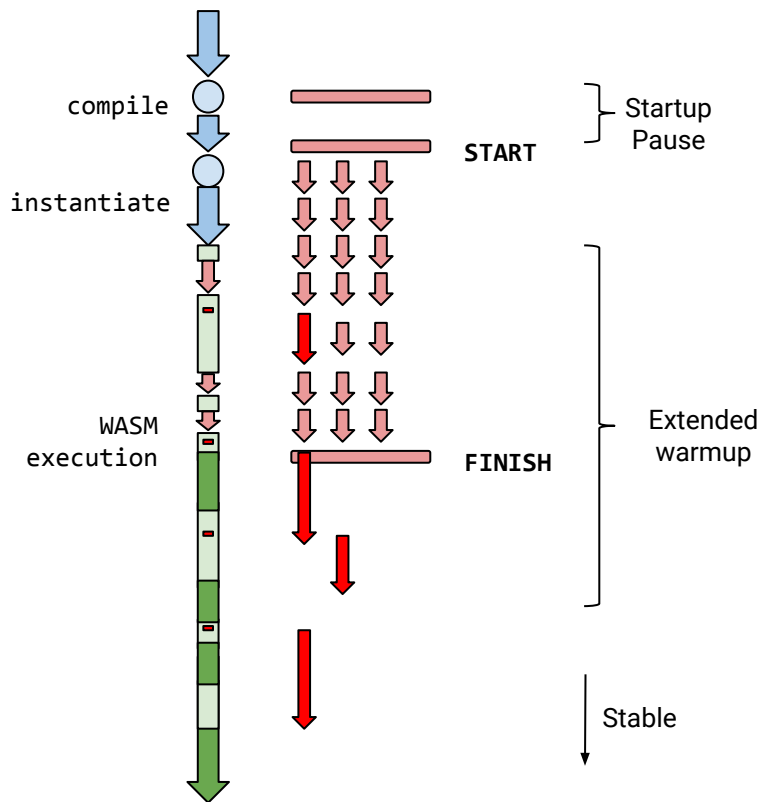 compile
Startup
Pause
START
instantiate
WASM
execution
Extended
warmup
FINISH
Stable